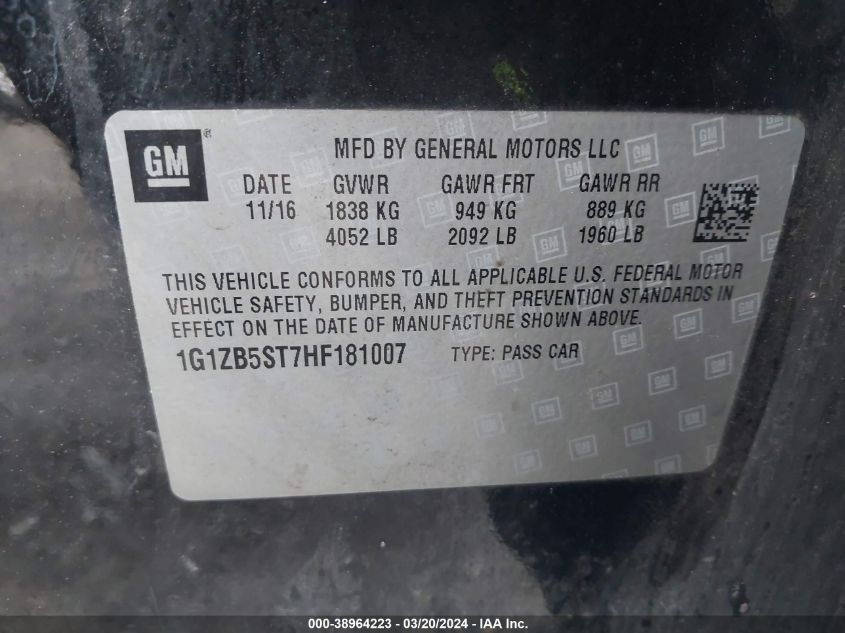 GM
®
MFD BY GENERAL MOTORS LLC
DATE GVWR GAWR FRT GAWR RR
11/16 1838 KG 949 KG 889 KG
4052 LB 2092 LB 1960 LB
THIS VEHICLE CONFORMS TO ALL APPLICABLE U.S. FEDERAL MOTOR
VEHICLE SAFETY, BUMPER, AND THEFT PREVENTION STANDARDS IN
EFFECT ON THE DATE OF MANUFACTURE SHOWN ABOVE.
1G1ZB5ST7HF181007 TYPE: PASS CAR
000-38964223 - 03/20/2024 - IAA Inc.